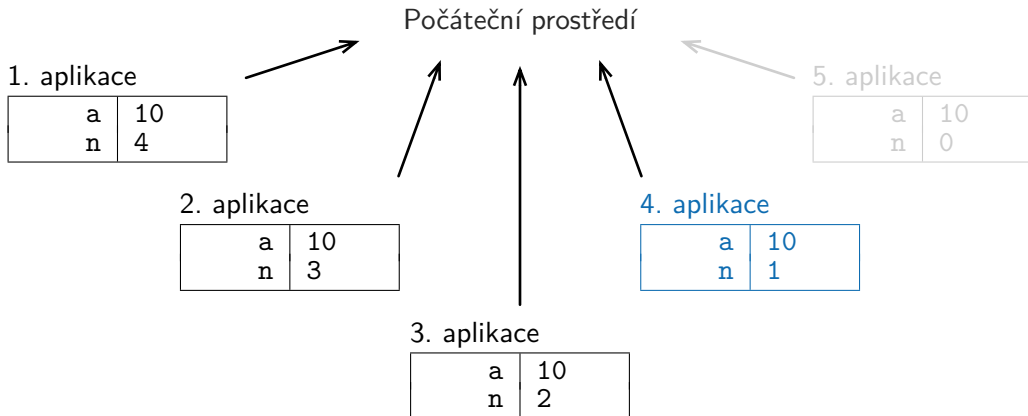 Počáteční prostředí
1. aplikace
a 10
n 4
2. aplikace
a 10
n 3
3. aplikace
a 10
n 2
4. aplikace
a 10
n 1
5. aplikace
a 10
n 0